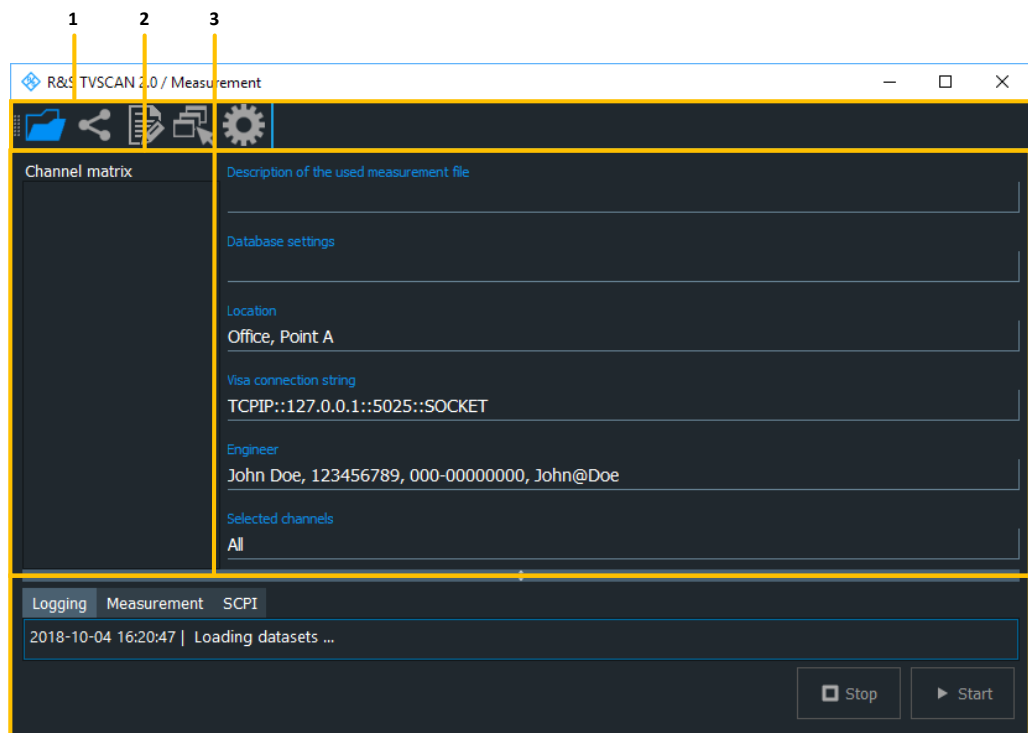 1 2 3
R&S TVSCAN 2.0 / Measurement
Channel matrix
Description of the used measurement file
Database settings
Location
Office, Point A
Visa connection string
TCPIP::127.0.0.1::5025::SOCKET
Engineer
John Doe, 123456789, 000-00000000, John@Doe
Selected channels
All
Logging Measurement SCPI
2018-10-04 16:20:47 | Loading datasets ...
Stop Start